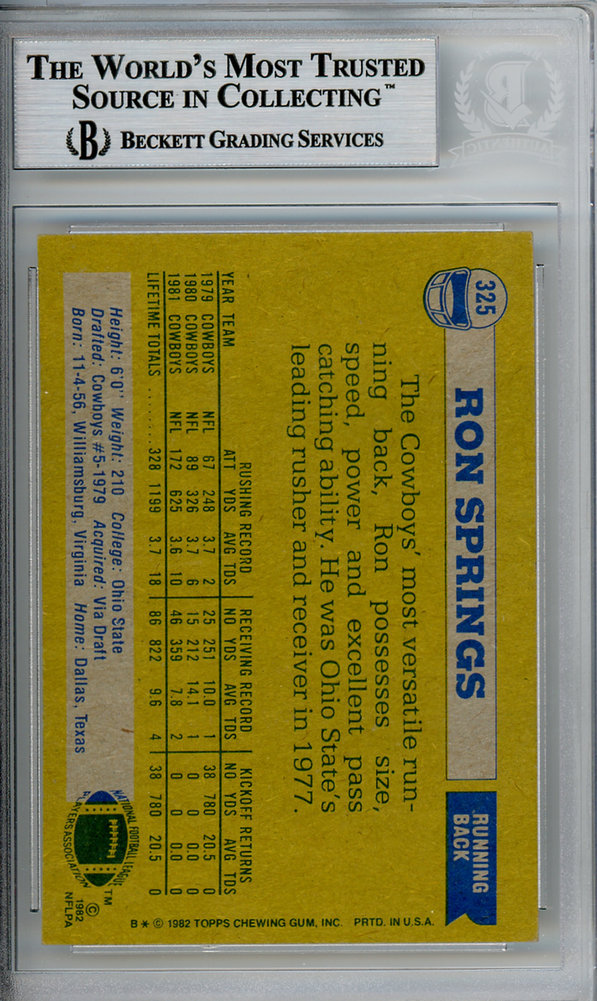 THE WORLD'S MOST TRUSTED
SOURCE IN COLLECTING™
B BECKETT GRADING SERVICES
325
RON SPRINGS
RUNNING
BACK
The Cowboys' most versatile run-
ning back, Ron possesses size,
speed, power and excellent pass
catching ability. He was Ohio State's
leading rusher and receiver in 1977.
RUSHING RECORD RECEIVING RECORD KICKOFF RETURNS
YEAR TEAM ATT YDS AVG TDS NO YDS AVG TDS NO YDS AVG TDS
1979 COWBOYS NFL 67 248 3.7 2 25 251 10.0 1 38 780 20.5 0
1980 COWBOYS NFL 89 326 3.7 6 15 212 14.1 1 0 0 0.0 0
1981 COWBOYS NFL 172 625 3.6 10 46 359 7.8 2 0 0 0.0 0
LIFETIME TOTALS ........ 328 1199 3.7 18 86 822 9.6 4 38 780 20.5 0
Height: 6'0" Weight: 210 College: Ohio State
Drafted: Cowboys #5-1979 Acquired: Via Draft
Born: 11-4-56, Williamsburg, Virginia Home: Dallas, Texas
NATIONAL FOOTBALL LEAGUE
PLAYERS ASSOCIATION
™
©
1982
NFLPA
B * © 1982 TOPPS CHEWING GUM, INC. PRTD. IN U.S.A.